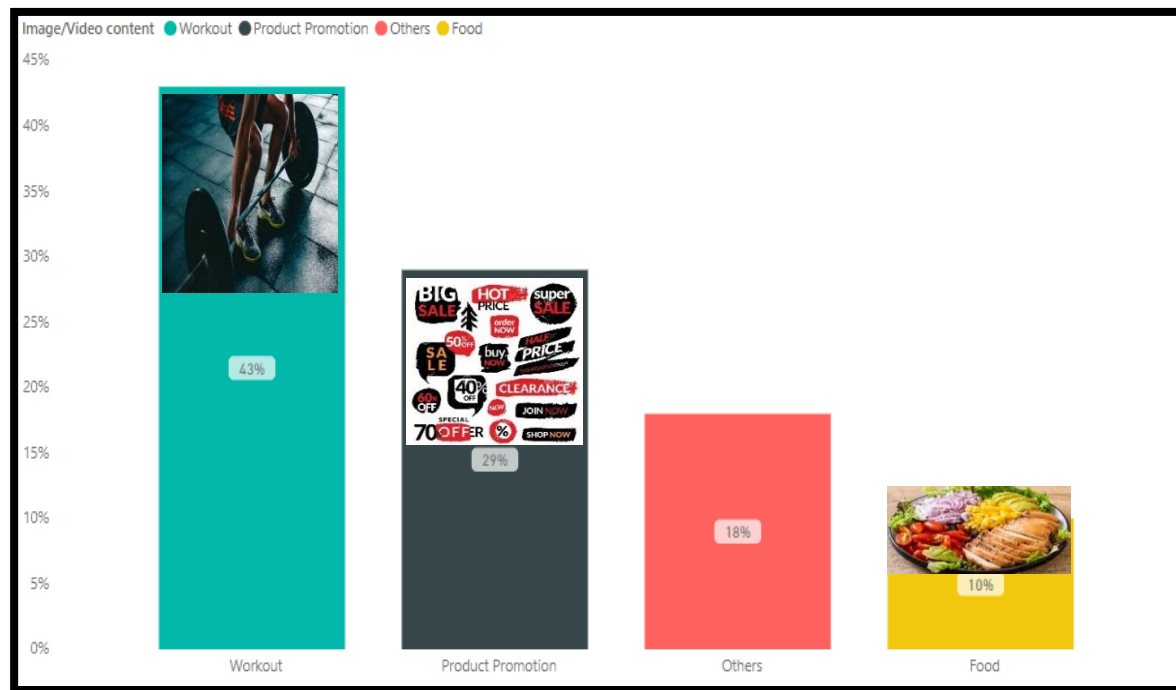 Image/Video content Workout Product Promotion Others Food
45%
40%
35%
30%
25%
20%
15%
10%
5%
0%
43%
BIG SALE
HOT PRICE
super SALE
order NOW
50% OFF
HALF PRICE
SALE
buy NOW
60% OFF
40% OFF
CLEARANCE
NOW
JOIN NOW
SPECIAL
70% OFFER
%
SHOP NOW
29%
18%
10%
Workout Product Promotion Others Food